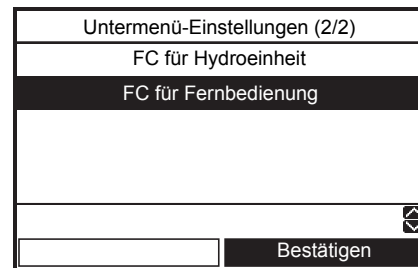 Untermenü-Einstellungen (2/2)
FC für Hydroeinheit
FC für Fernbedienung
Bestätigen